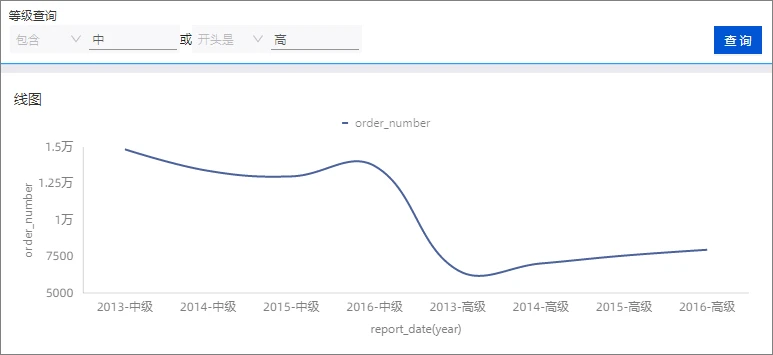 等级查询
包含 中 或 开头是 高 查 询
线图
order_number
1.5万
1.25万
1万
7500
5000
order_number
2013-中级 2014-中级 2015-中级 2016-中级 2013-高级 2014-高级 2015-高级 2016-高级
report_date(year)